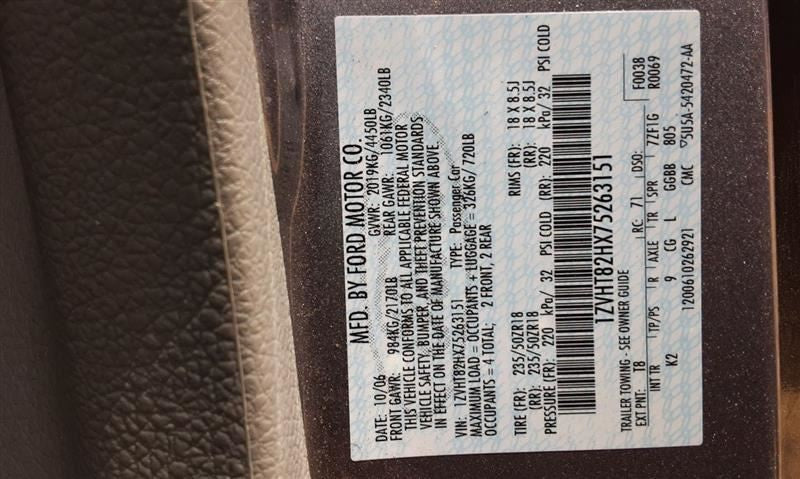 MFD. BY FORD MOTOR CO.
DATE: 10/06 GVWR: 2019KG/4450LB
FRONT GAWR: 984KG/2170LB REAR GAWR: 1061KG/2340LB
THIS VEHICLE CONFORMS TO ALL APPLICABLE FEDERAL MOTOR
VEHICLE SAFETY, BUMPER, AND THEFT PREVENTION STANDARDS
IN EFFECT ON THE DATE OF MANUFACTURE SHOWN ABOVE.
VIN: 1ZVHT82HX75263151 TYPE: Passenger Car
MAXIMUM LOAD = OCCUPANTS + LUGGAGE = 326KG/ 720LB
OCCUPANTS = 4 TOTAL; 2 FRONT, 2 REAR
TIRE (FR): 235/50ZR18 RIMS (FR): 18 X 8.5J
(RR): 235/50ZR18 (RR): 18 X 8.5J
PRESSURE (FR): 220 kPa/ 32 PSI COLD (RR): 220 kPa/ 32 PSI COLD
1ZVHT82HX75263151
TRAILER TOWING - SEE OWNER GUIDE F0038
EXT PNT: T8 RC: 71 DSO: R0069
INT TR TP/PS R AXLE TR SPR 7ZFTG
K2 9 CG L GGBB 805
1200610262921 CMC 5U5A-5420472-AA